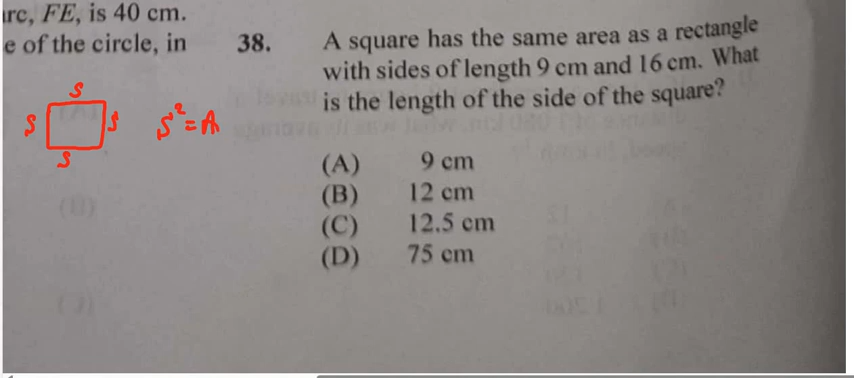 arc, FE, is 40 cm.
e of the circle, in
38. A square has the same area as a rectangle
with sides of length 9 cm and 16 cm. What
is the length of the side of the square?
s
s s s² = A
s
(A) 9 cm
(B) 12 cm
(C) 12.5 cm
(D) 75 cm